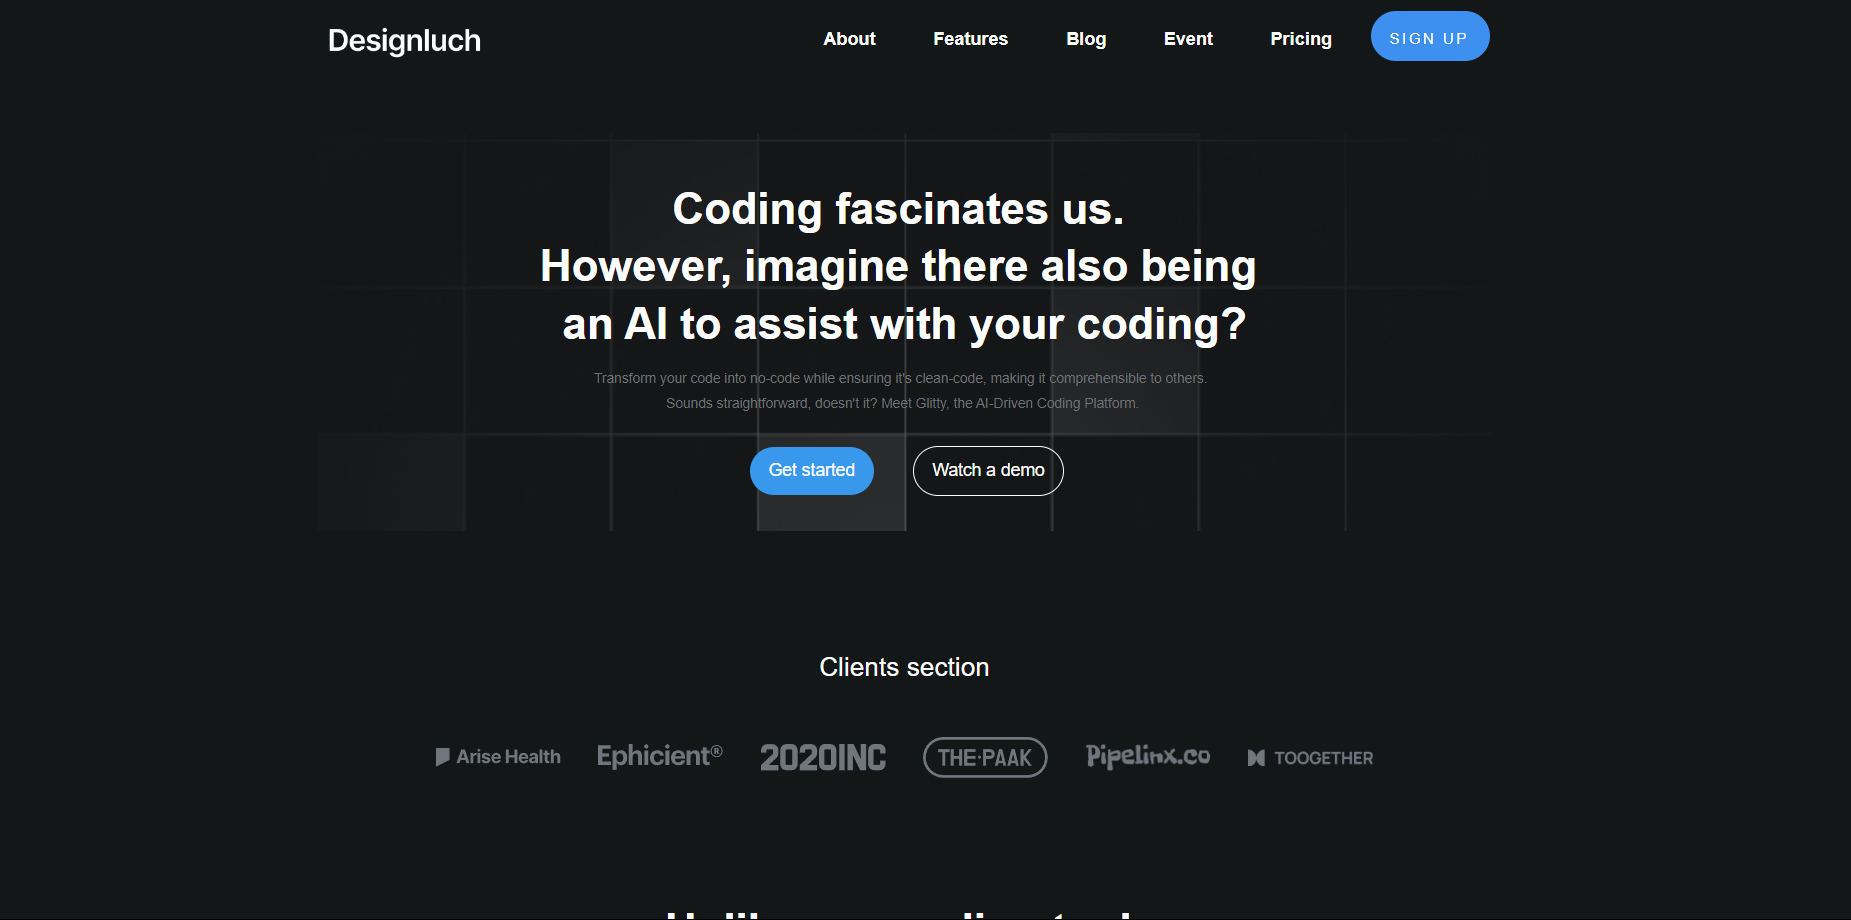 Designluch
About Features Blog Event Pricing SIGN UP
Coding fascinates us.
However, imagine there also being
an AI to assist with your coding?
Transform your code into no-code while ensuring it's clean-code, making it comprehensible to others.
Sounds straightforward, doesn't it? Meet Glitty, the AI-Driven Coding Platform.
Get started Watch a demo
Clients section
Arise Health Ephicient® 2020INC THE·PAAK Pipelinx.co TOOGETHER